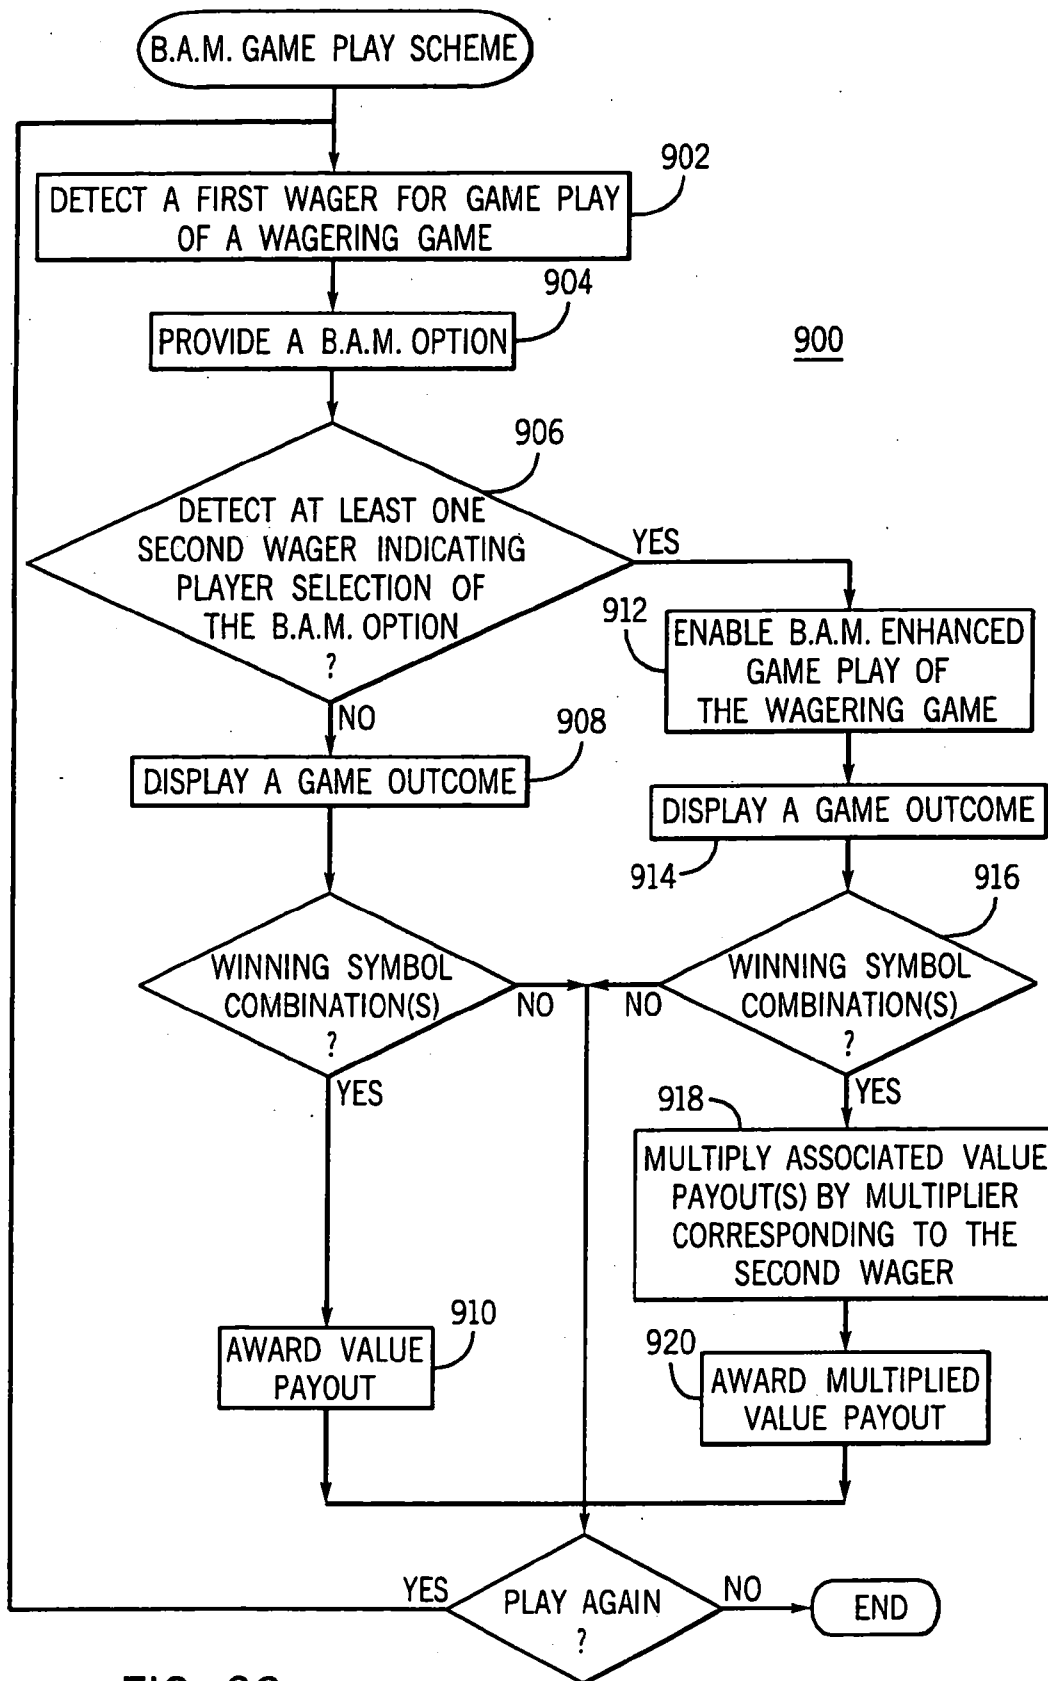 B.A.M. GAME PLAY SCHEME
902
DETECT A FIRST WAGER FOR GAME PLAY
OF A WAGERING GAME
904
PROVIDE A B.A.M. OPTION
900
906
DETECT AT LEAST ONE
SECOND WAGER INDICATING
PLAYER SELECTION OF
THE B.A.M. OPTION
?
YES
NO
912
ENABLE B.A.M. ENHANCED
GAME PLAY OF
THE WAGERING GAME
908
DISPLAY A GAME OUTCOME
DISPLAY A GAME OUTCOME
914
916
WINNING SYMBOL
COMBINATION(S)
?
NO
YES
WINNING SYMBOL
COMBINATION(S)
?
NO
YES
918
MULTIPLY ASSOCIATED VALUE
PAYOUT(S) BY MULTIPLIER
CORRESPONDING TO THE
SECOND WAGER
910
AWARD VALUE
PAYOUT
920
AWARD MULTIPLIED
VALUE PAYOUT
YES
PLAY AGAIN
?
NO
END